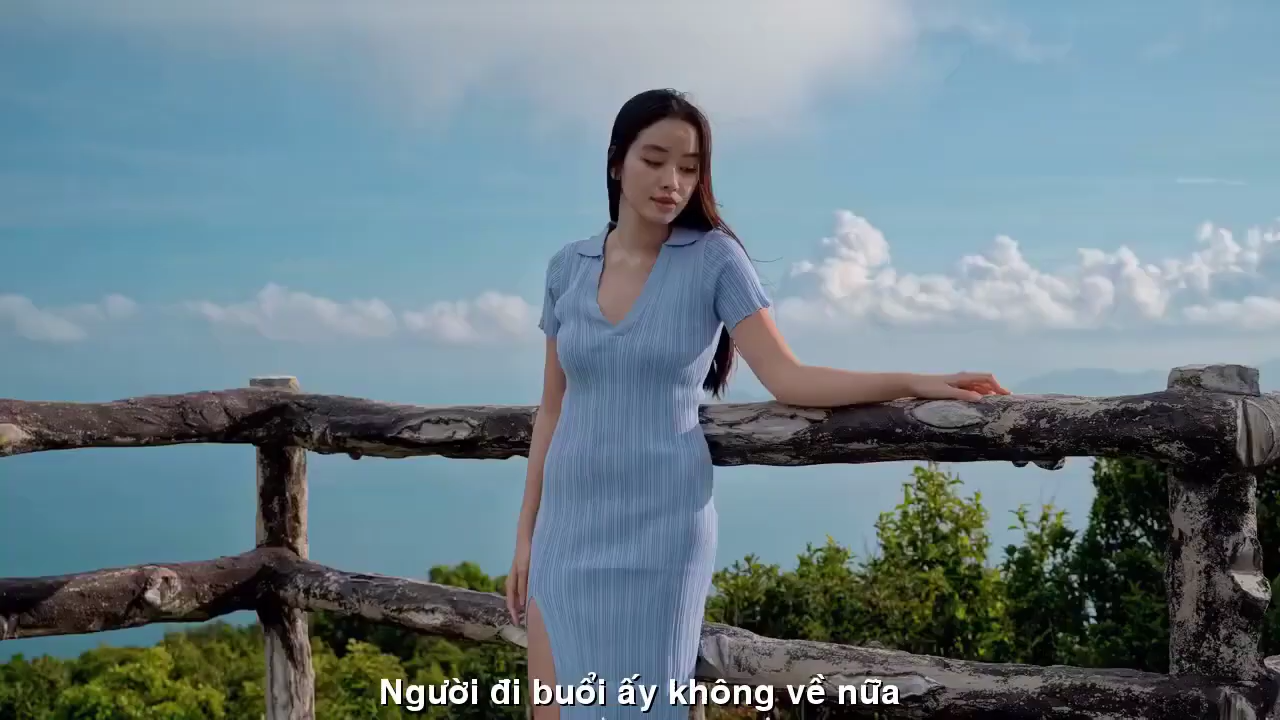 Người đi buổi ấy không về nữa